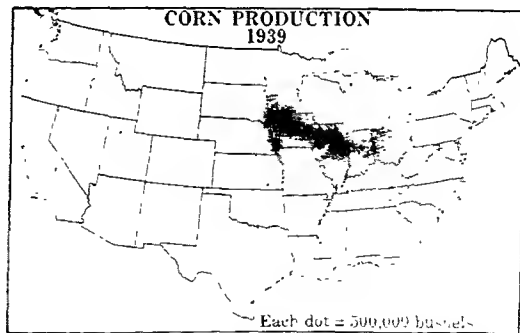 CORN PRODUCTION
1939
Each dot = 500,000 bushels